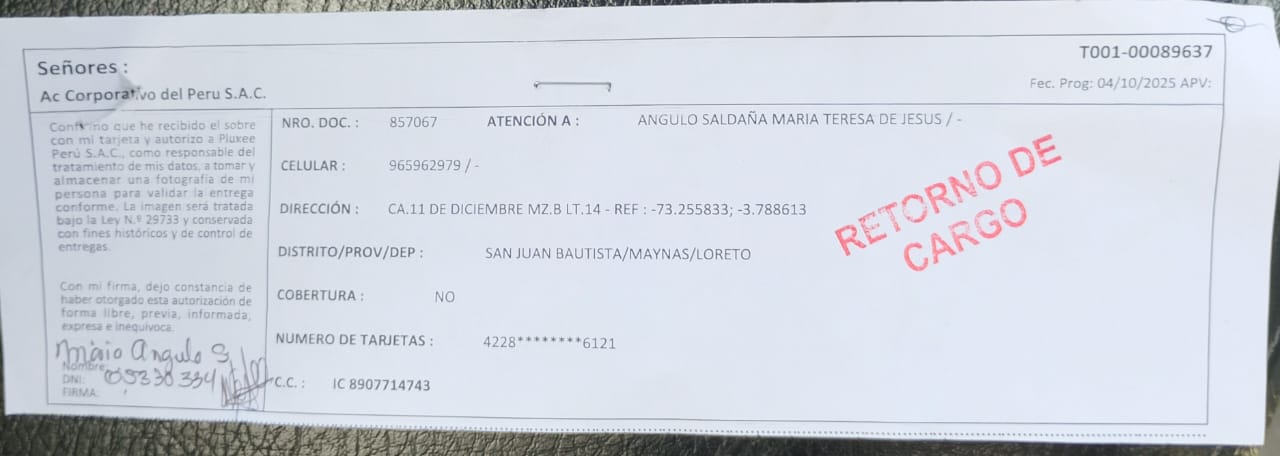 T001-00089637
Señores :
Fec. Prog: 04/10/2025 APV:
Ac Corporativo del Peru S.A.C.
Confirmo que he recibido el sobre
con mi tarjeta y autorizo a Pluxee
Perú S.A.C., como responsable del
tratamiento de mis datos, a tomar y
almacenar una fotografía de mi
persona para validar la entrega
conforme. La imagen será tratada
bajo la Ley N.º 29733 y conservada
con fines históricos y de control de
entregas.
Con mi firma, dejo constancia de
haber otorgado esta autorización de
forma libre, previa, informada,
expresa e inequívoca.
Angulo S
Nombre:
DNI: 05338334
FIRMA:
NRO. DOC. : 857067 ATENCIÓN A : ANGULO SALDAÑA MARIA TERESA DE JESUS / -
CELULAR : 965962979 / -
DIRECCIÓN : CA.11 DE DICIEMBRE MZ.B LT.14 - REF : -73.255833; -3.788613
DISTRITO/PROV/DEP : SAN JUAN BAUTISTA/MAYNAS/LORETO
COBERTURA : NO
NUMERO DE TARJETAS : 4228********6121
C.C. : IC 8907714743
RETORNO DE
CARGO